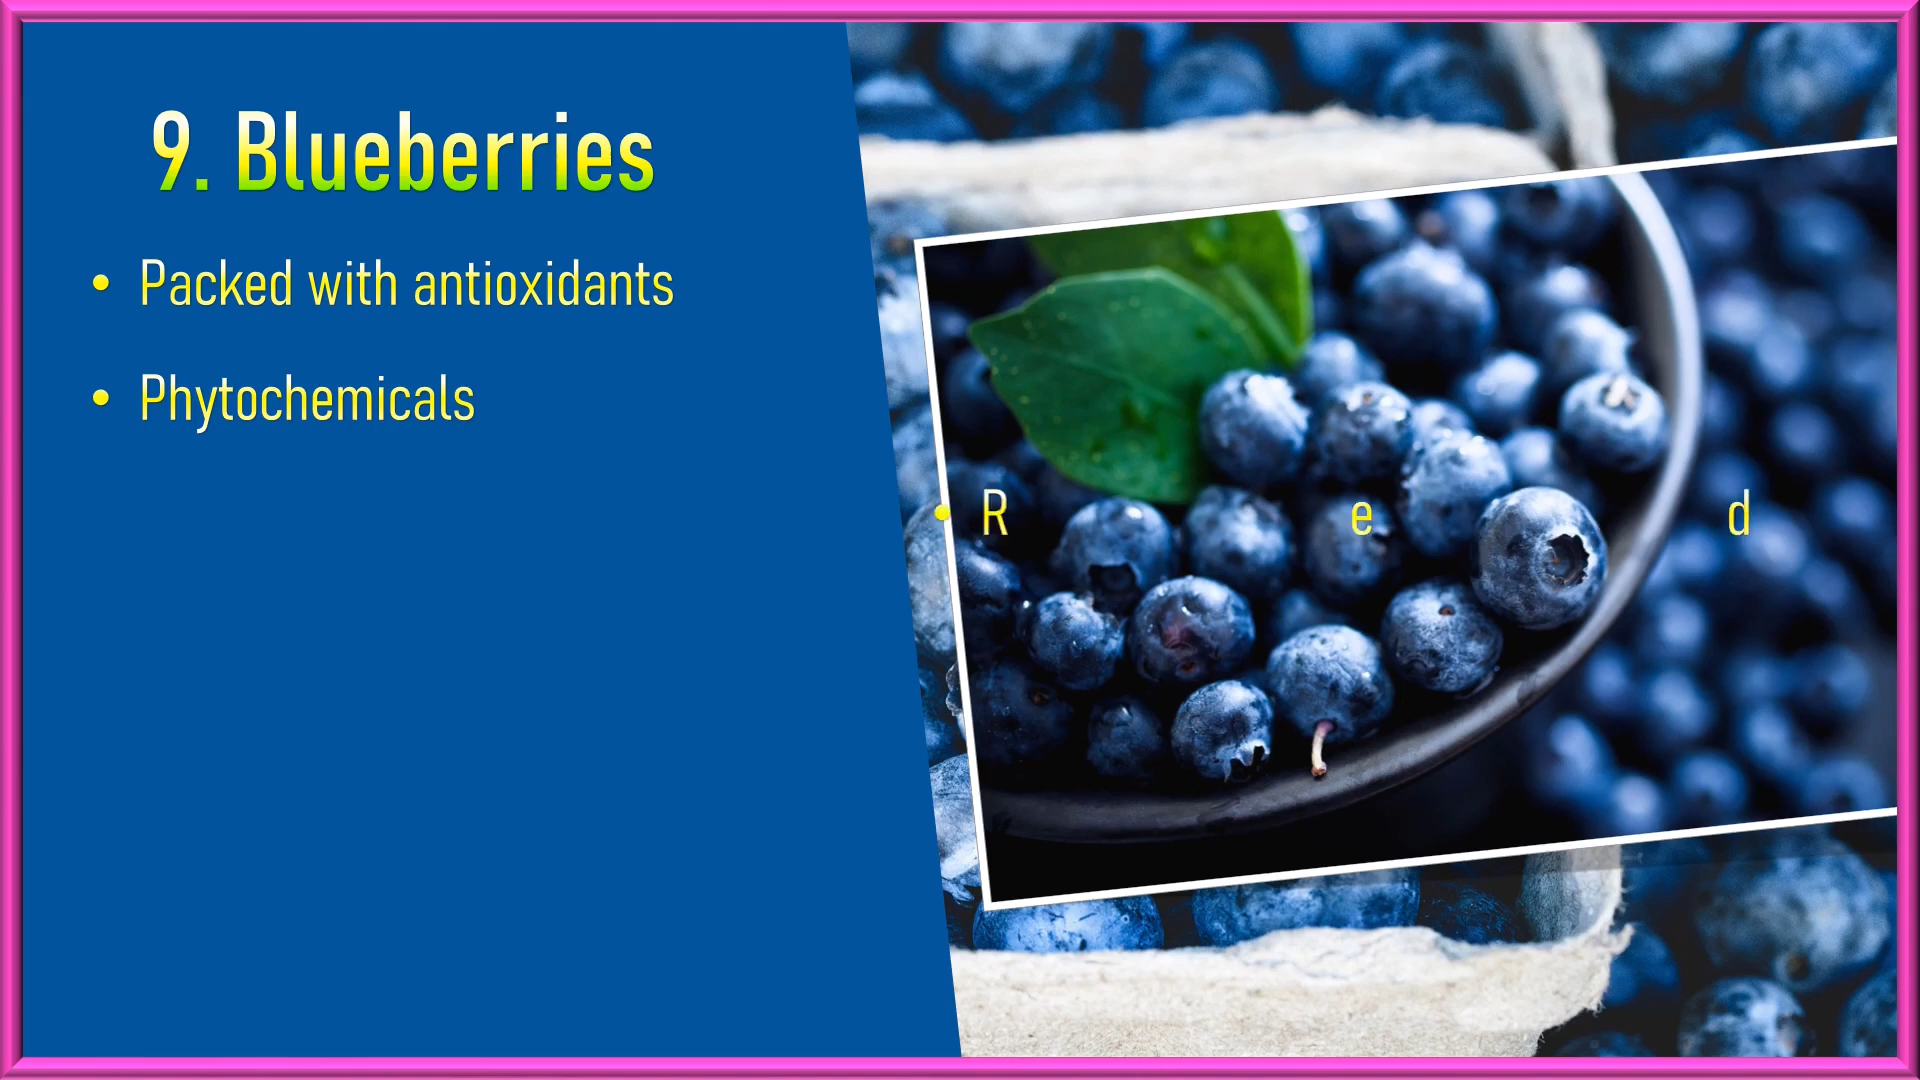 9. Blueberries
• Packed with antioxidants
• Phytochemicals
• R e d